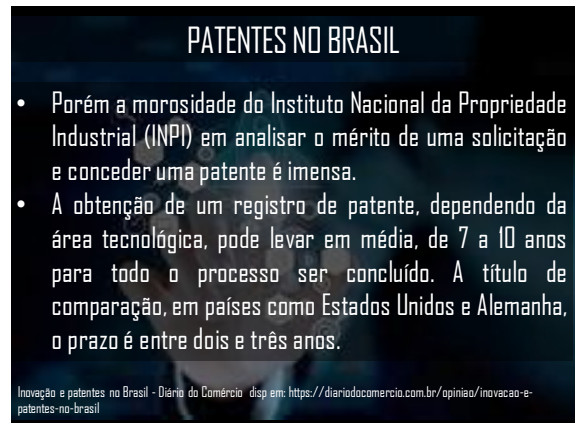 PATENTES NO BRASIL
• Porém a morosidade do Instituto Nacional da Propriedade
Industrial (INPI) em analisar o mérito de uma solicitação
e conceder uma patente é imensa.
• A obtenção de um registro de patente, dependendo da
área tecnológica, pode levar em média, de 7 a 10 anos
para todo o processo ser concluído. A título de
comparação, em países como Estados Unidos e Alemanha,
o prazo é entre dois e três anos.
Inovação e patentes no Brasil - Diário do Comércio disp em: https://diariodocomercio.com.br/opiniao/inovacao-e-
patentes-no-brasil